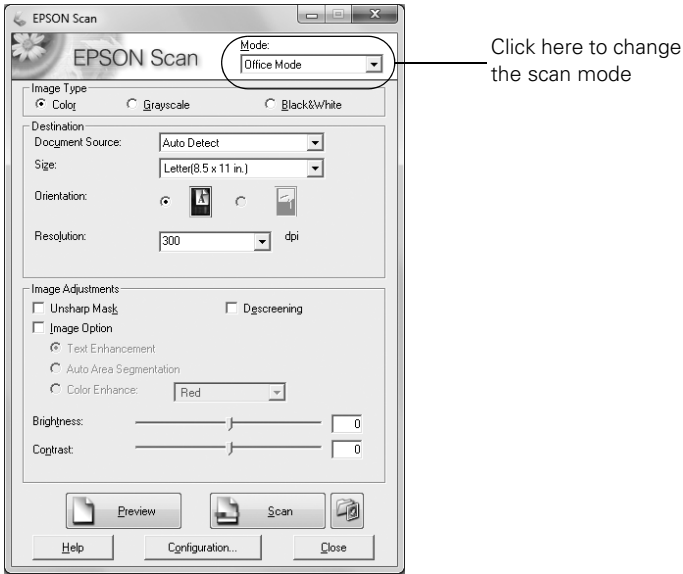 EPSON Scan
EPSON Scan
Mode:
Office Mode
Click here to change
the scan mode
Image Type
Color Grayscale Black&White
Destination
Document Source: Auto Detect
Size: Letter(8.5 x 11 in.)
Orientation: A
Resolution: 300 dpi
Image Adjustments
Unsharp Mask Descreening
Image Option
Text Enhancement
Auto Area Segmentation
Color Enhance: Red
Brightness: 0
Contrast: 0
Preview Scan
Help Configuration... Close